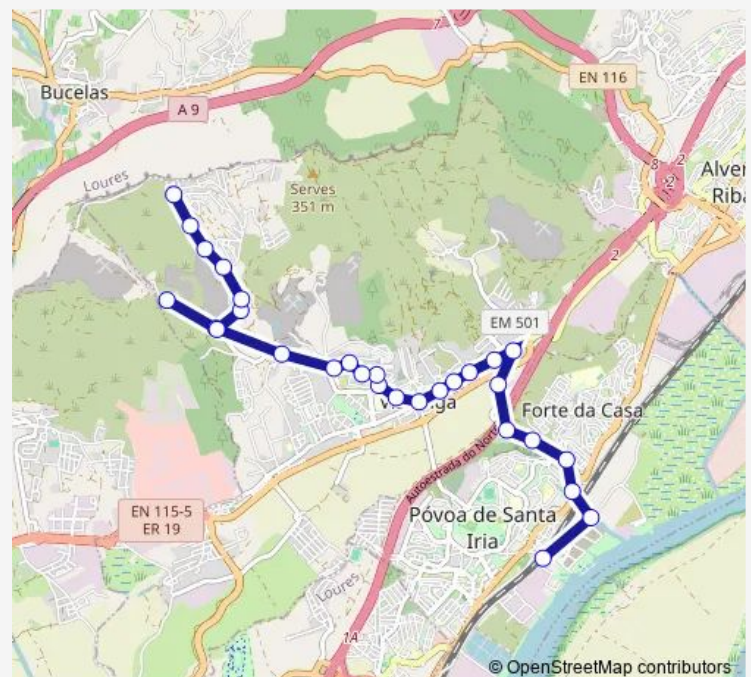 7
EN 116
Bucelas
A 9
8
2
2
Alver
Riba
Loures
Serves
351 m
2
EM 501
Forte da Casa
Autoestrada do Norte
EN 115-5
ER 19
Póvoa de Santa
Iria
Loures
1A
© OpenStreetMap contributors